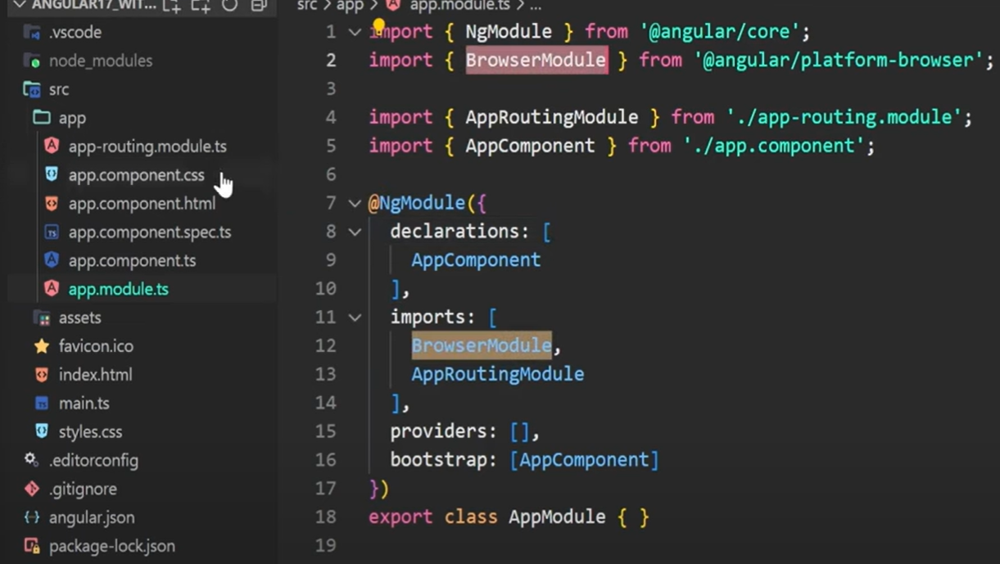 ANGULAR17_WIT...
.vscode
node_modules
src
app
app-routing.module.ts
app.component.css
app.component.html
app.component.spec.ts
app.component.ts
app.module.ts
assets
favicon.ico
index.html
main.ts
styles.css
.editorconfig
.gitignore
angular.json
package-lock.json
src > app > app.module.ts > ...
1 import { NgModule } from '@angular/core';
2 import { BrowserModule } from '@angular/platform-browser';
3
4 import { AppRoutingModule } from './app-routing.module';
5 import { AppComponent } from './app.component';
6
7 @NgModule({
8 declarations: [
9 AppComponent
10 ],
11 imports: [
12 BrowserModule,
13 AppRoutingModule
14 ],
15 providers: [],
16 bootstrap: [AppComponent]
17 })
18 export class AppModule { }
19